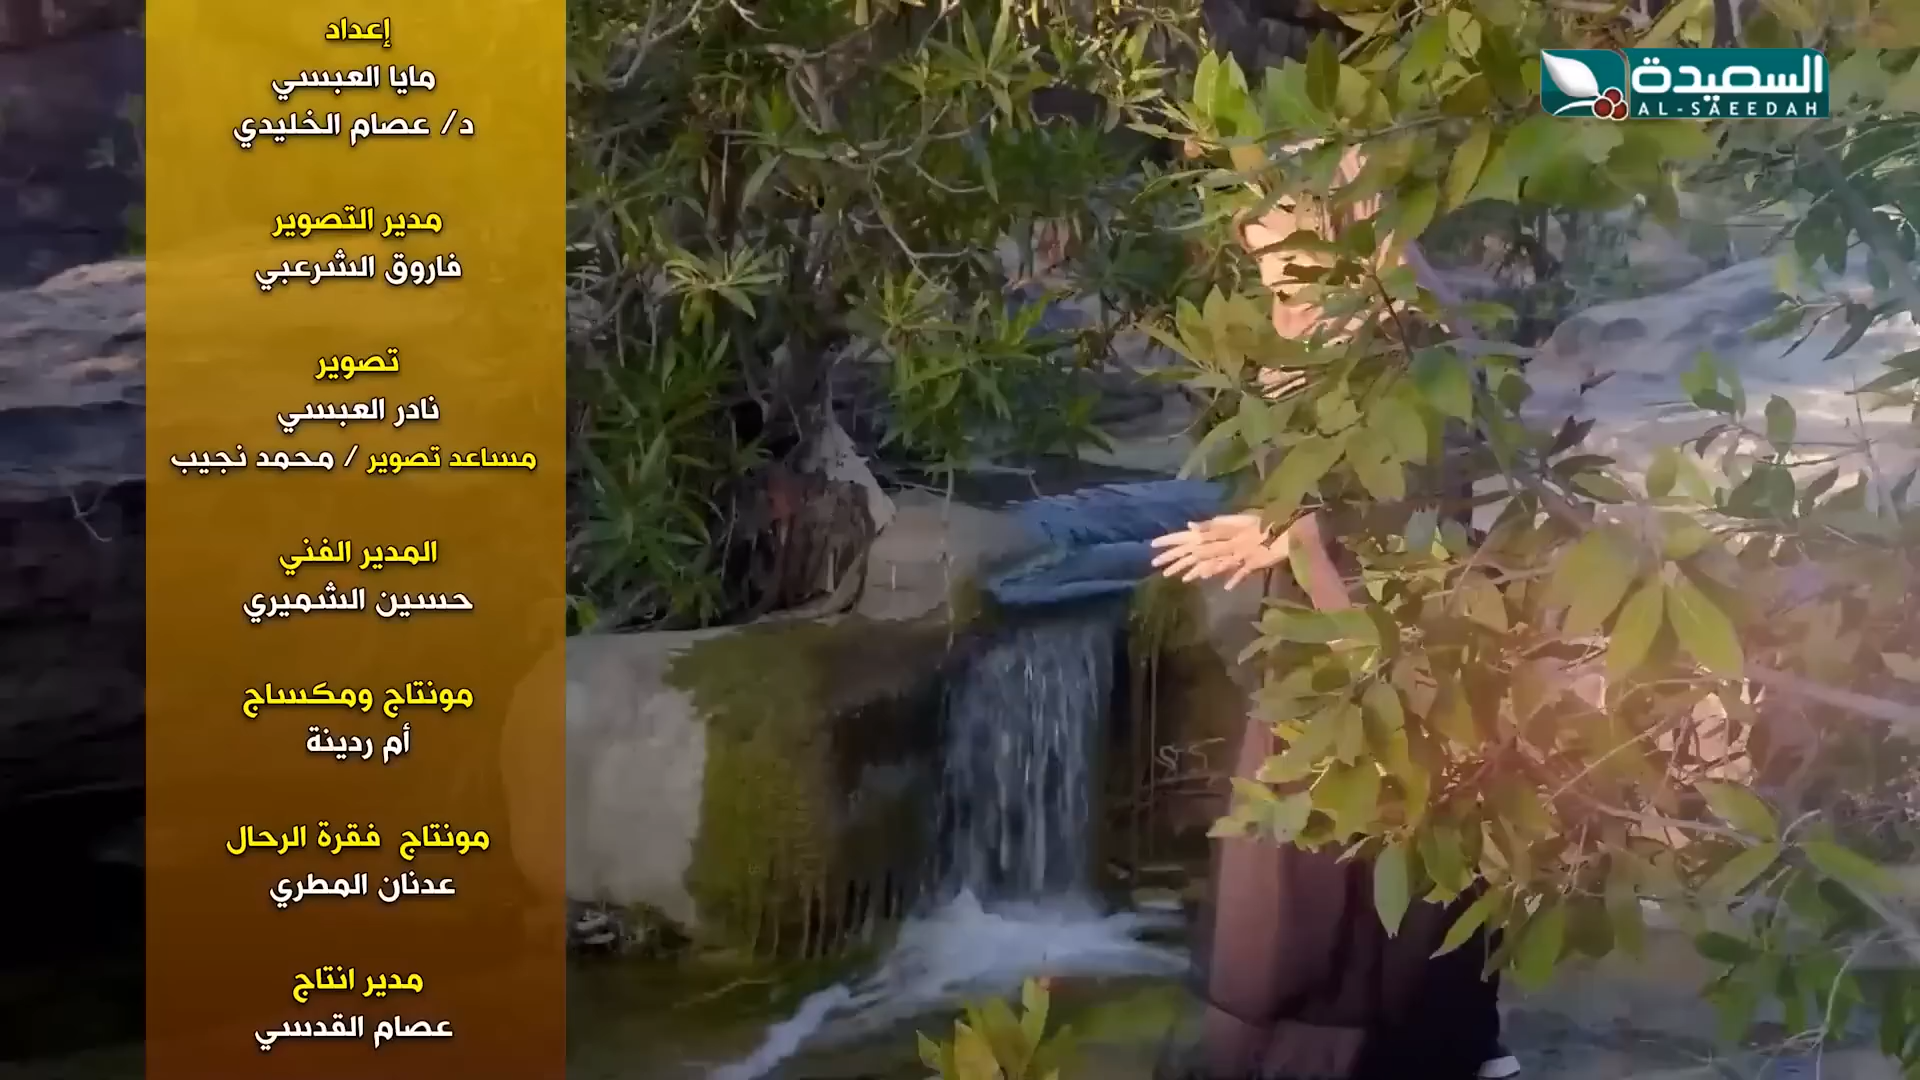 إعداد
مايا العبسي
د/ عصام الخليدي
مدير التصوير
فاروق الشرعبي
تصوير
نادر العبسي
مساعد تصوير / محمد نجيب
المدير الفني
حسين الشميري
مونتاج ومكساج
أم ردينة
مونتاج فقرة الرحال
عدنان المطري
مدير انتاج
عصام القدسي
السعيدة
AL-SAEEDAH